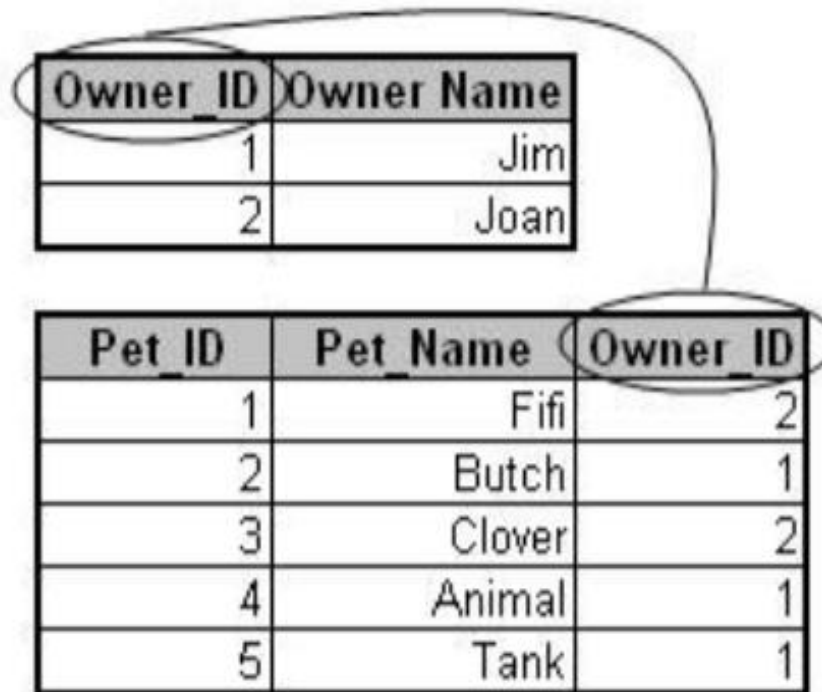 Owner_ID Owner Name
1 Jim
2 Joan
Pet_ID Pet_Name Owner_ID
1 Fifi 2
2 Butch 1
3 Clover 2
4 Animal 1
5 Tank 1